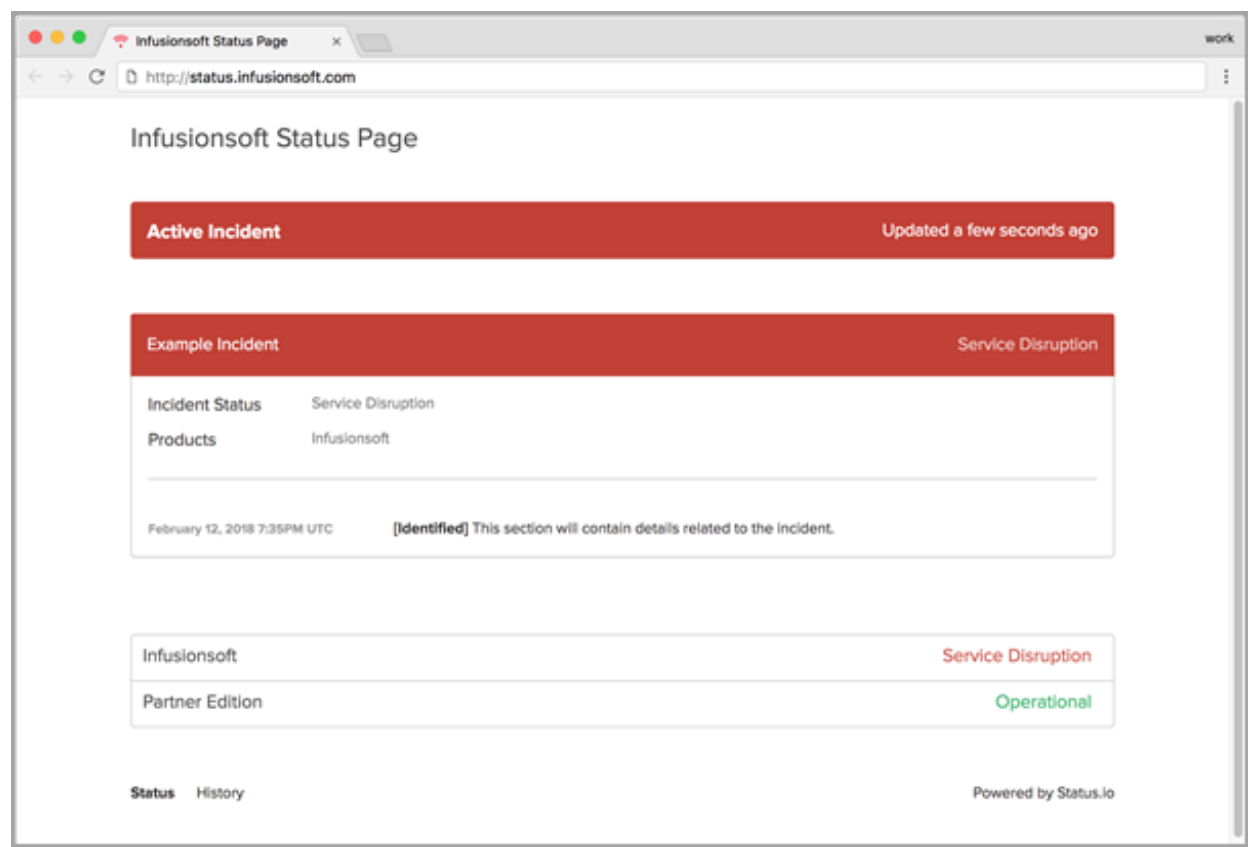 Infusionsoft Status Page
work
http://status.infusionsoft.com
Infusionsoft Status Page
Active Incident Updated a few seconds ago
Example Incident Service Disruption
Incident Status Service Disruption
Products Infusionsoft
February 12, 2018 7:35PM UTC [Identified] This section will contain details related to the incident.
Infusionsoft Service Disruption
Partner Edition Operational
Status History Powered by Status.io